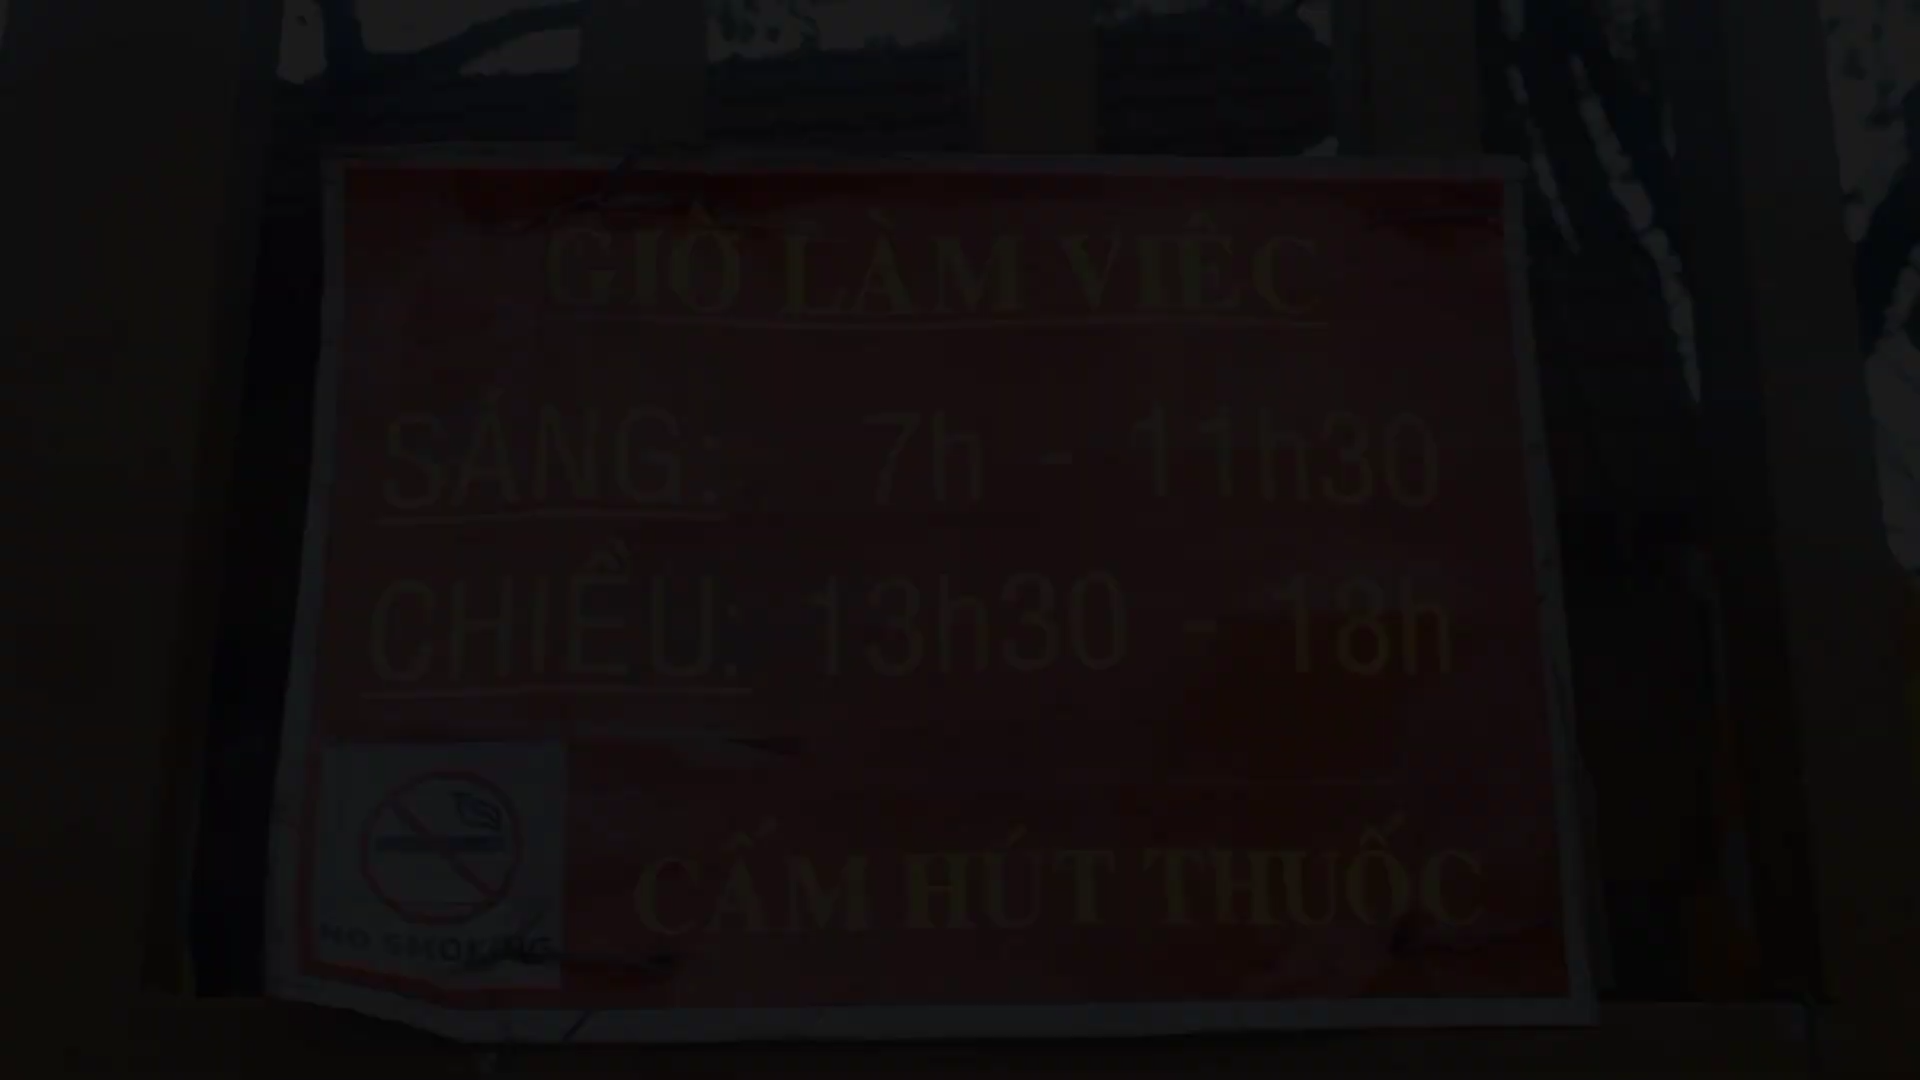 GIỜ LÀM VIỆC
SÁNG: 7h - 11h30
CHIỀU: 13h30 - 18h
CẤM HÚT THUỐC
NO SMOKING